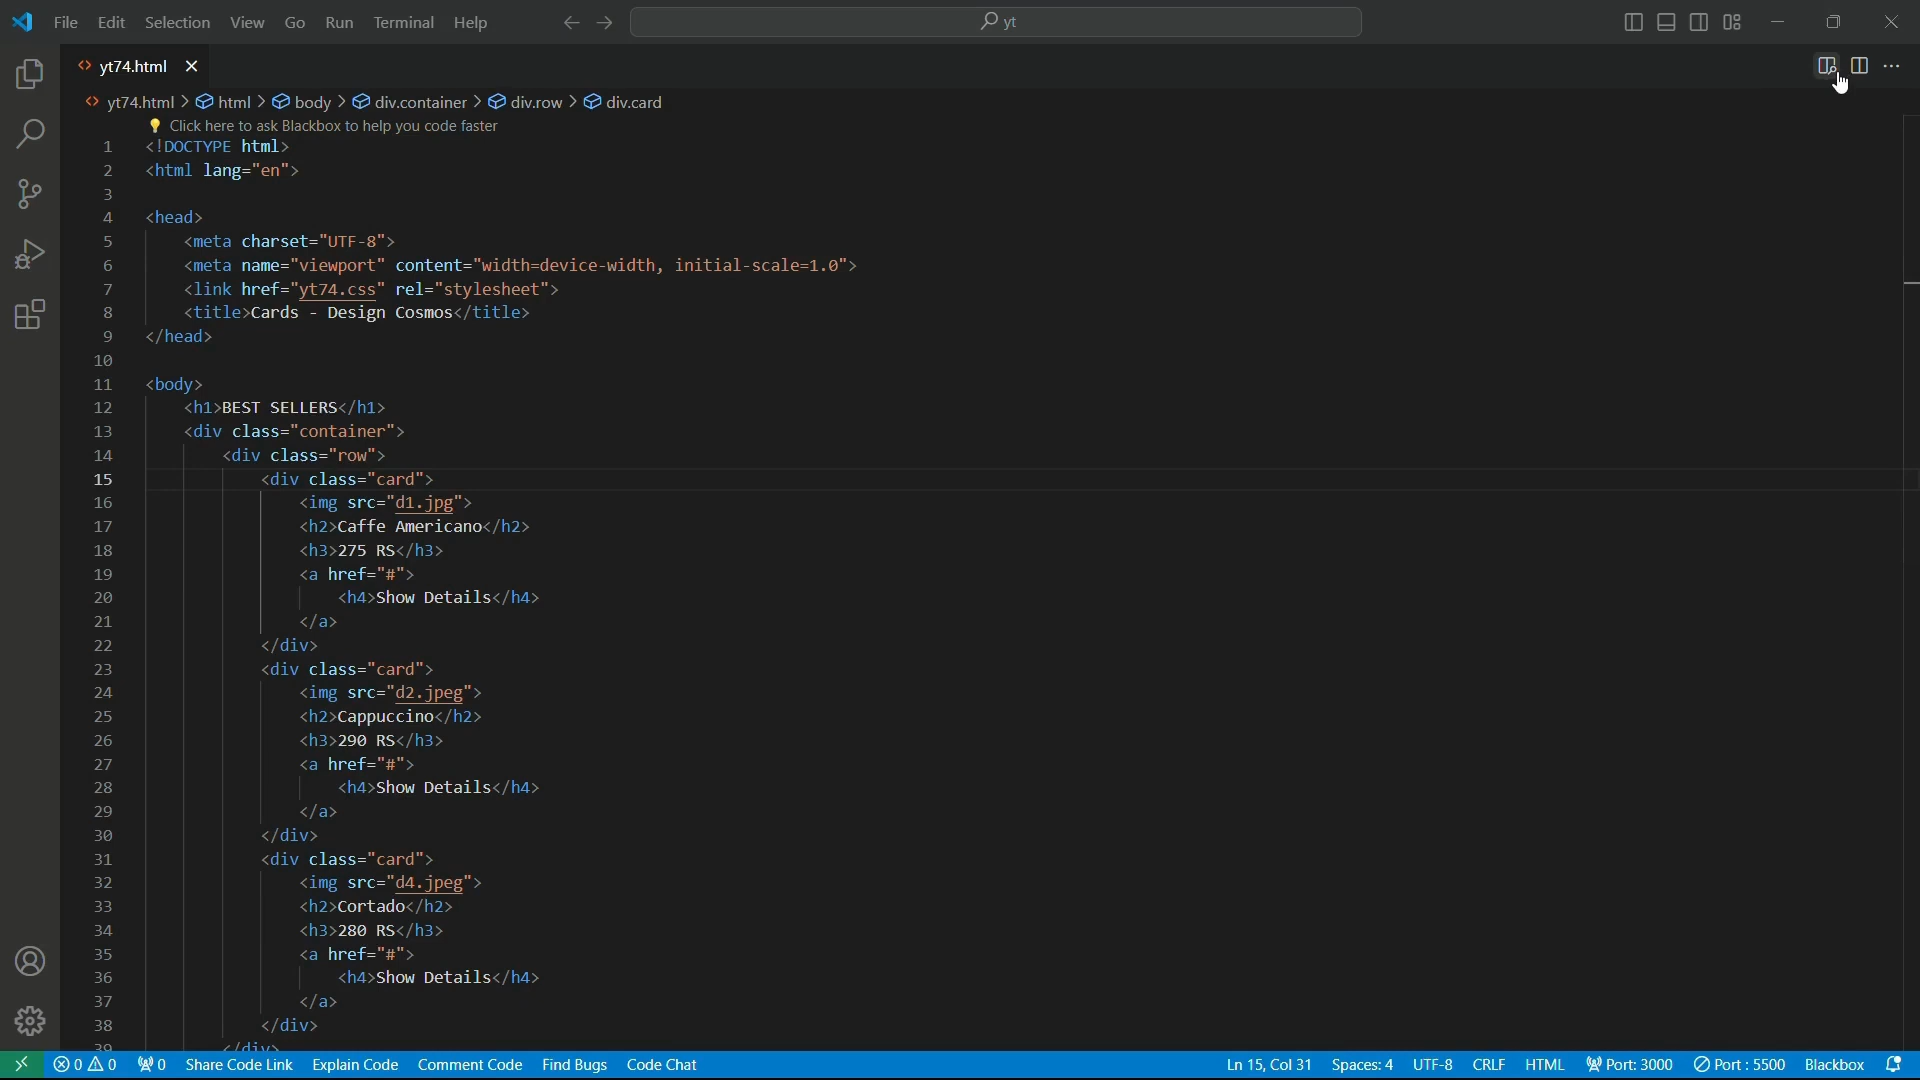 File Edit Selection View Go Run Terminal Help yt
yt74.html
yt74.html > html > body > div.container > div.row > div.card
Click here to ask Blackbox to help you code faster
1 <!DOCTYPE html>
2 <html lang="en">
3
4 <head>
5 <meta charset="UTF-8">
6 <meta name="viewport" content="width=device-width, initial-scale=1.0">
7 <link href="yt74.css" rel="stylesheet">
8 <title>Cards - Design Cosmos</title>
9 </head>
10
11 <body>
12 <h1>BEST SELLERS</h1>
13 <div class="container">
14 <div class="row">
15 <div class="card">
16 <img src="d1.jpg">
17 <h2>Caffe Americano</h2>
18 <h3>275 RS</h3>
19 <a href="#">
20 <h4>Show Details</h4>
21 </a>
22 </div>
23 <div class="card">
24 <img src="d2.jpeg">
25 <h2>Cappuccino</h2>
26 <h3>290 RS</h3>
27 <a href="#">
28 <h4>Show Details</h4>
29 </a>
30 </div>
31 <div class="card">
32 <img src="d4.jpeg">
33 <h2>Cortado</h2>
34 <h3>280 RS</h3>
35 <a href="#">
36 <h4>Show Details</h4>
37 </a>
38 </div>
39 </div>
0 0 0 Share Code Link Explain Code Comment Code Find Bugs Code Chat Ln 15, Col 31 Spaces: 4 UTF-8 CRLF HTML Port: 3000 Port : 5500 Blackbox